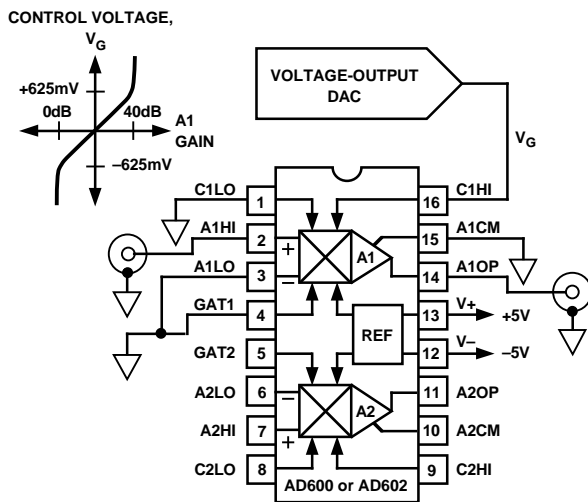 CONTROL VOLTAGE,
VG
+625mV
0dB
40dB
A1
GAIN
−625mV
VOLTAGE-OUTPUT
DAC
VG
C1LO
1
16
C1HI
A1HI
2
+
A1
15
A1CM
A1LO
3
−
14
A1OP
GAT1
4
REF
13
V+
+5V
GAT2
5
12
V−
−5V
A2LO
6
−
A2
11
A2OP
A2HI
7
+
10
A2CM
C2LO
8
9
C2HI
AD600 or AD602